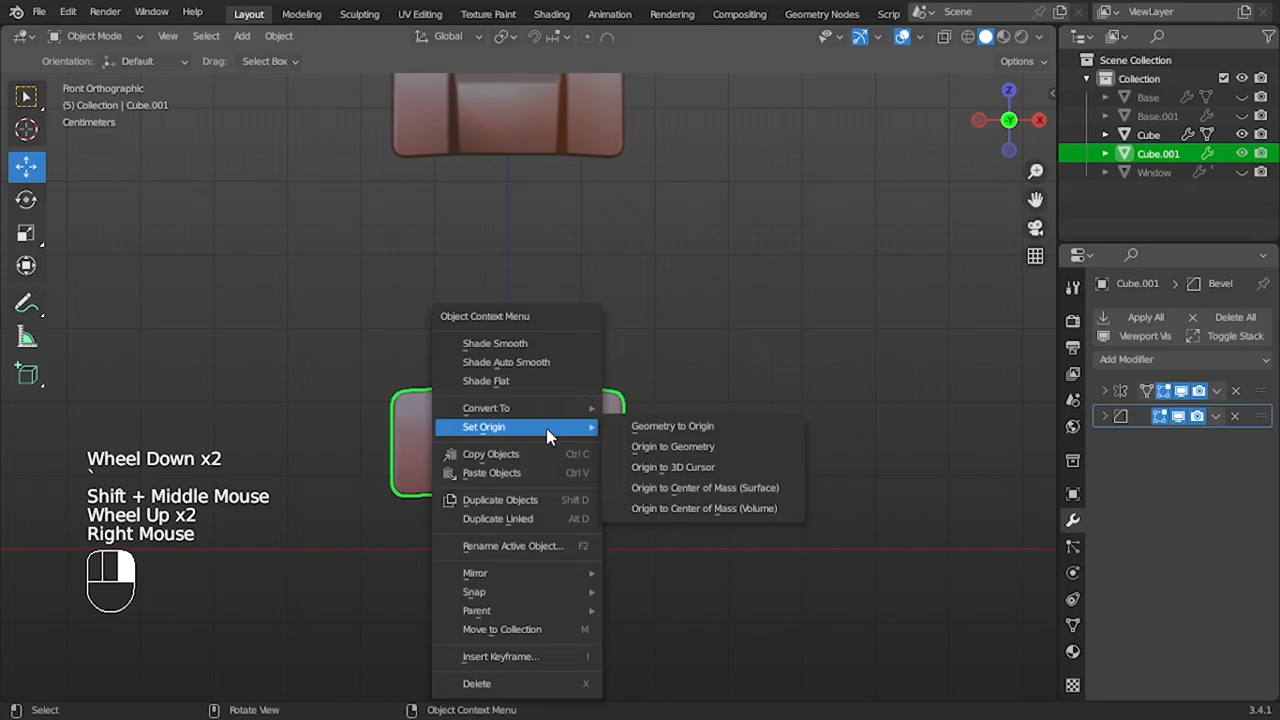 File Edit Render Window Help Layout Modeling Sculpting UV Editing Texture Paint Shading Animation Rendering Compositing Geometry Nodes Scrip Scene ViewLayer
Object Mode View Select Add Object Global
Orientation: Default Drag: Select Box Options
Front Orthographic
(5) Collection | Cube.001
Centimeters
Z
X
-Y
Scene Collection
Collection
Base
Base.001
Cube
Cube.001
Window
Cube.001 Bevel
Apply All Delete All
Viewport Vis Toggle Stack
Add Modifier
Object Context Menu
Shade Smooth
Shade Auto Smooth
Shade Flat
Convert To
Set Origin
Copy Objects Ctrl C
Paste Objects Ctrl V
Duplicate Objects Shift D
Duplicate Linked Alt D
Rename Active Object... F2
Mirror
Snap
Parent
Move to Collection M
Insert Keyframe... I
Delete X
Geometry to Origin
Origin to Geometry
Origin to 3D Cursor
Origin to Center of Mass (Surface)
Origin to Center of Mass (Volume)
Wheel Down x2
`
Shift + Middle Mouse
Wheel Up x2
Right Mouse
Select Rotate View Object Context Menu 3.4.1